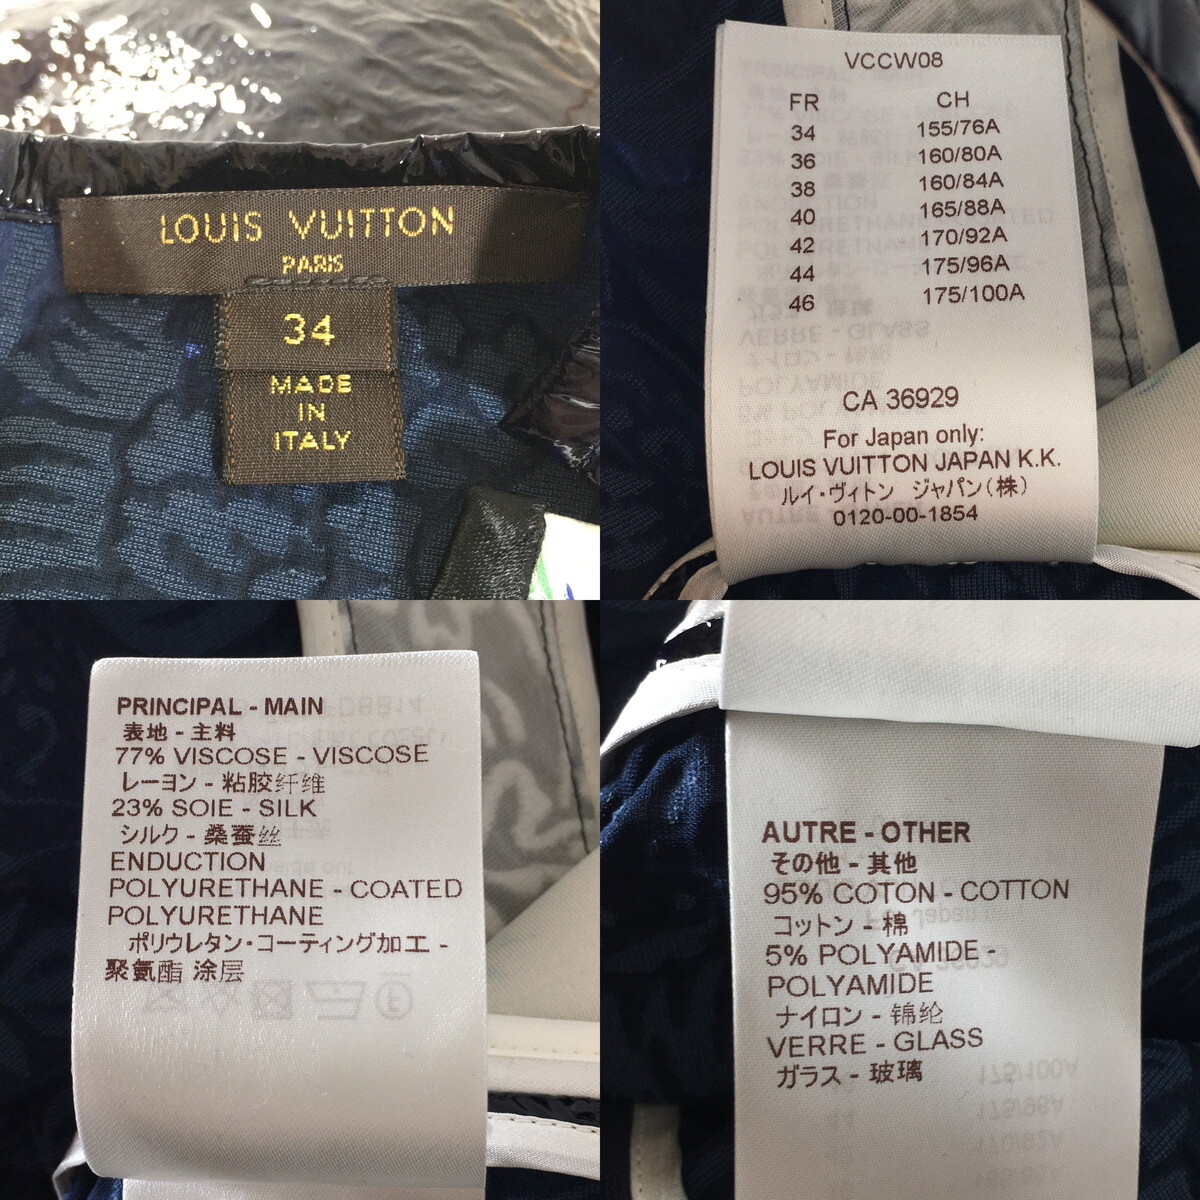 LOUIS VUITTON
PARIS
34
MADE
IN
ITALY
VCCW08
FR CH
34 155/76A
36 160/80A
38 160/84A
40 165/88A
42 170/92A
44 175/96A
46 175/100A
CA 36929
For Japan only:
LOUIS VUITTON JAPAN K.K.
ルイ・ヴィトン ジャパン(株)
0120-00-1854
PRINCIPAL - MAIN
表地 - 主料
77% VISCOSE - VISCOSE
レーヨン - 粘胶纤维
23% SOIE - SILK
シルク - 桑蚕丝
ENDUCTION
POLYURETHANE - COATED
POLYURETHANE
ポリウレタン・コーティング加工 -
聚氨酯 涂层
AUTRE - OTHER
その他 - 其他
95% COTON - COTTON
コットン - 棉
5% POLYAMIDE -
POLYAMIDE
ナイロン - 锦纶
VERRE - GLASS
ガラス - 玻璃